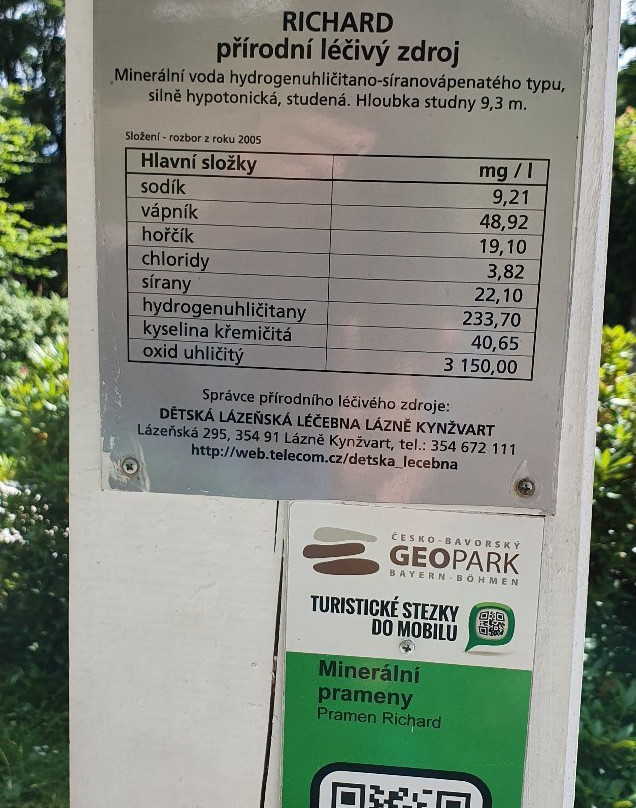 RICHARD
přírodní léčivý zdroj
Minerální voda hydrogenuhličitano-síranovápenatého typu,
silně hypotonická, studená. Hloubka studny 9,3 m.
Složení - rozbor z roku 2005
Hlavní složky mg / l
sodík 9,21
vápník 48,92
hořčík 19,10
chloridy 3,82
sírany 22,10
hydrogenuhličitany 233,70
kyselina křemičitá 40,65
oxid uhličitý 3 150,00
Správce přírodního léčivého zdroje:
DĚTSKÁ LÁZEŇSKÁ LÉČEBNA LÁZNĚ KYNŽVART
Lázeňská 295, 354 91 Lázně Kynžvart, tel.: 354 672 111
http://web.telecom.cz/detska_lecebna
ČESKO-BAVORSKÝ
GEOPARK
BAYERN-BÖHMEN
TURISTICKÉ STEZKY
DO MOBILU
Minerální
prameny
Pramen Richard